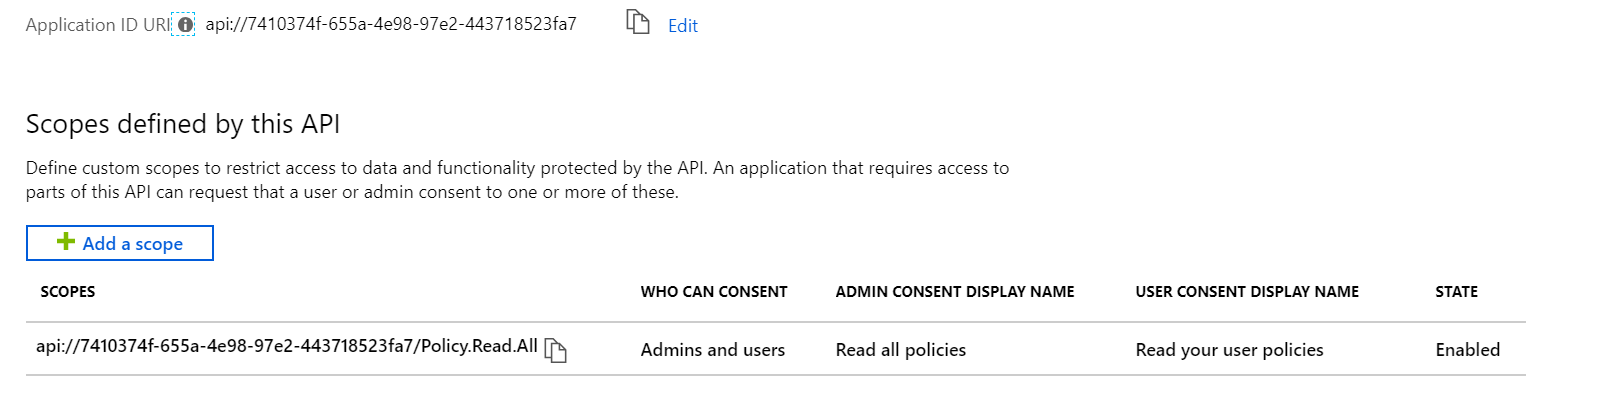 Application ID URI api://7410374f-655a-4e98-97e2-443718523fa7 Edit
Scopes defined by this API
Define custom scopes to restrict access to data and functionality protected by the API. An application that requires access to
parts of this API can request that a user or admin consent to one or more of these.
Add a scope
SCOPES WHO CAN CONSENT ADMIN CONSENT DISPLAY NAME USER CONSENT DISPLAY NAME STATE
api://7410374f-655a-4e98-97e2-443718523fa7/Policy.Read.All Admins and users Read all policies Read your user policies Enabled